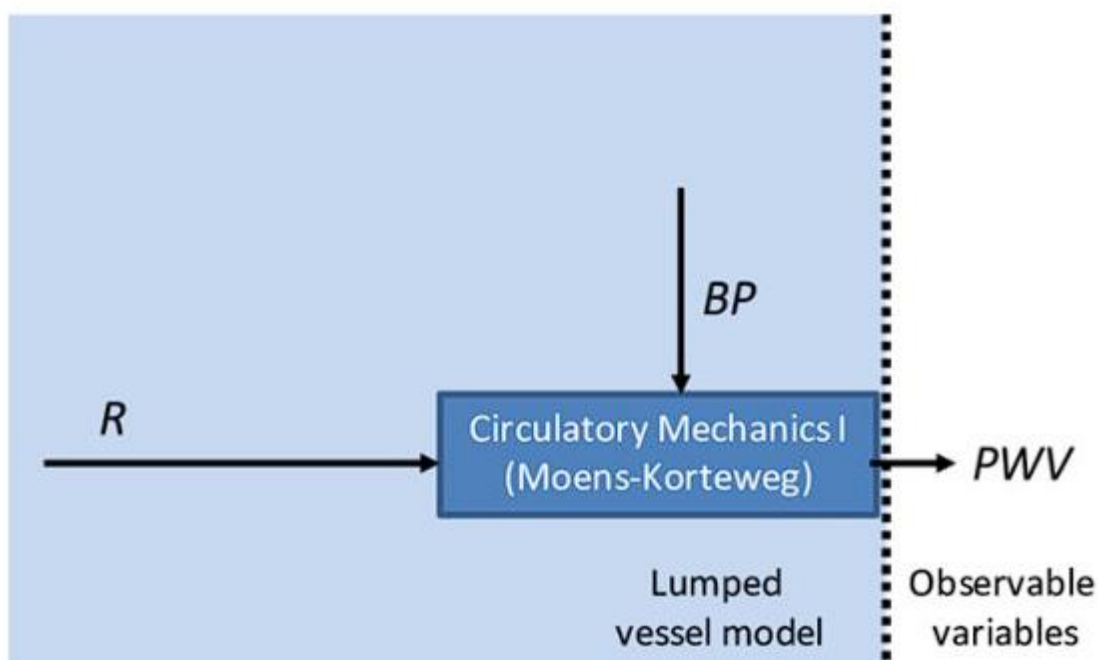 BP
R
Circulatory Mechanics I
(Moens-Korteweg)
PWV
Lumped
vessel model
Observable
variables